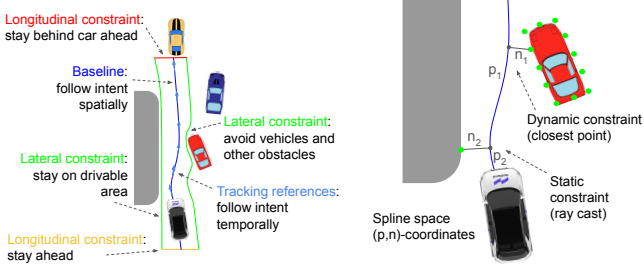 Longitudinal constraint:
stay behind car ahead
Baseline:
follow intent
spatially
Lateral constraint:
avoid vehicles and
other obstacles
Lateral constraint:
stay on drivable
area
Tracking references:
follow intent
temporally
Longitudinal constraint:
stay ahead
n1
p1
Dynamic constraint
(closest point)
n2
p2
Static
constraint
(ray cast)
Spline space
(p,n)-coordinates